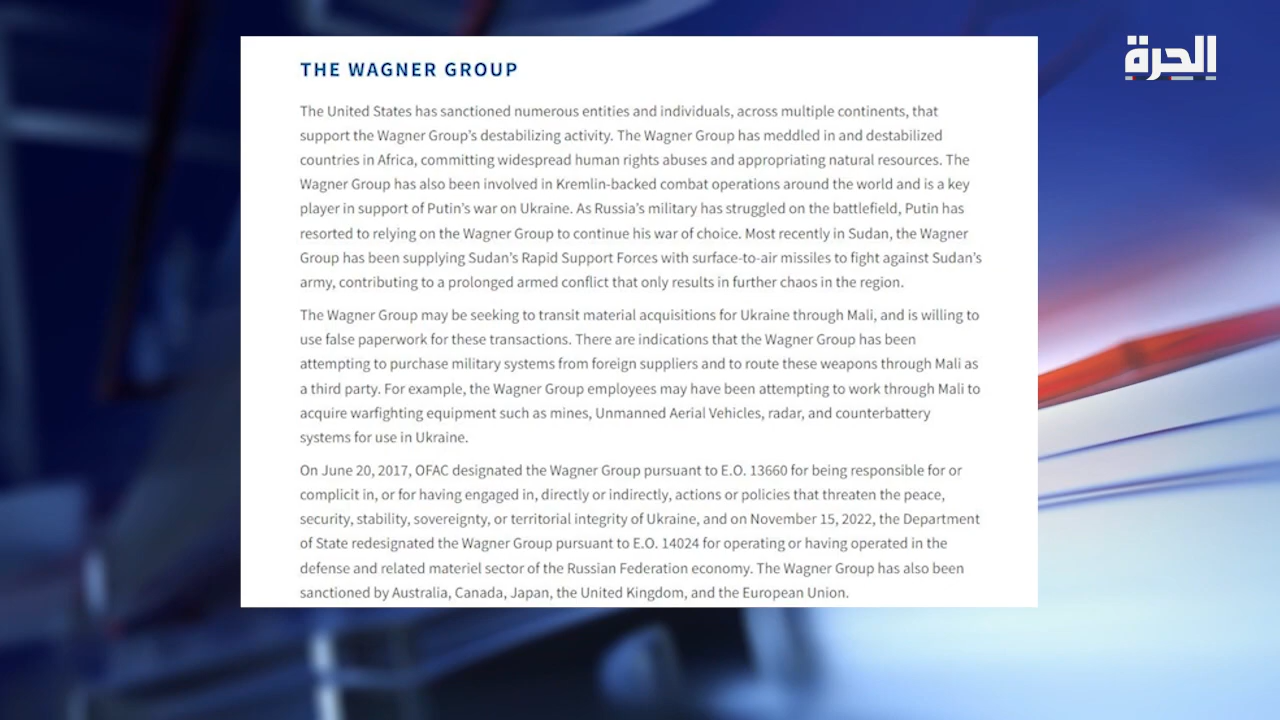 الحرة
THE WAGNER GROUP
The United States has sanctioned numerous entities and individuals, across multiple continents, that
support the Wagner Group’s destabilizing activity. The Wagner Group has meddled in and destabilized
countries in Africa, committing widespread human rights abuses and appropriating natural resources. The
Wagner Group has also been involved in Kremlin-backed combat operations around the world and is a key
player in support of Putin’s war on Ukraine. As Russia’s military has struggled on the battlefield, Putin has
resorted to relying on the Wagner Group to continue his war of choice. Most recently in Sudan, the Wagner
Group has been supplying Sudan’s Rapid Support Forces with surface-to-air missiles to fight against Sudan’s
army, contributing to a prolonged armed conflict that only results in further chaos in the region.
The Wagner Group may be seeking to transit material acquisitions for Ukraine through Mali, and is willing to
use false paperwork for these transactions. There are indications that the Wagner Group has been
attempting to purchase military systems from foreign suppliers and to route these weapons through Mali as
a third party. For example, the Wagner Group employees may have been attempting to work through Mali to
acquire warfighting equipment such as mines, Unmanned Aerial Vehicles, radar, and counterbattery
systems for use in Ukraine.
On June 20, 2017, OFAC designated the Wagner Group pursuant to E.O. 13660 for being responsible for or
complicit in, or for having engaged in, directly or indirectly, actions or policies that threaten the peace,
security, stability, sovereignty, or territorial integrity of Ukraine, and on November 15, 2022, the Department
of State redesignated the Wagner Group pursuant to E.O. 14024 for operating or having operated in the
defense and related materiel sector of the Russian Federation economy. The Wagner Group has also been
sanctioned by Australia, Canada, Japan, the United Kingdom, and the European Union.